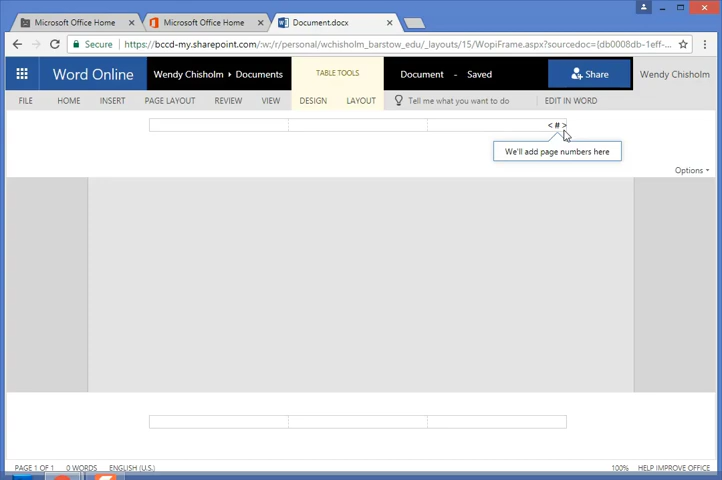 Microsoft Office Home
Microsoft Office Home
Document.docx
Secure https://bccd-my.sharepoint.com/:w:/r/personal/wchisholm_barstow_edu/_layouts/15/WopiFrame.aspx?sourcedoc={db0008db-1eff-...
Word Online Wendy Chisholm ▸ Documents TABLE TOOLS Document - Saved Share Wendy Chisholm
FILE HOME INSERT PAGE LAYOUT REVIEW VIEW DESIGN LAYOUT Tell me what you want to do EDIT IN WORD
< # >
We'll add page numbers here
Options
PAGE 1 OF 1 0 WORDS ENGLISH (U.S.) 100% HELP IMPROVE OFFICE